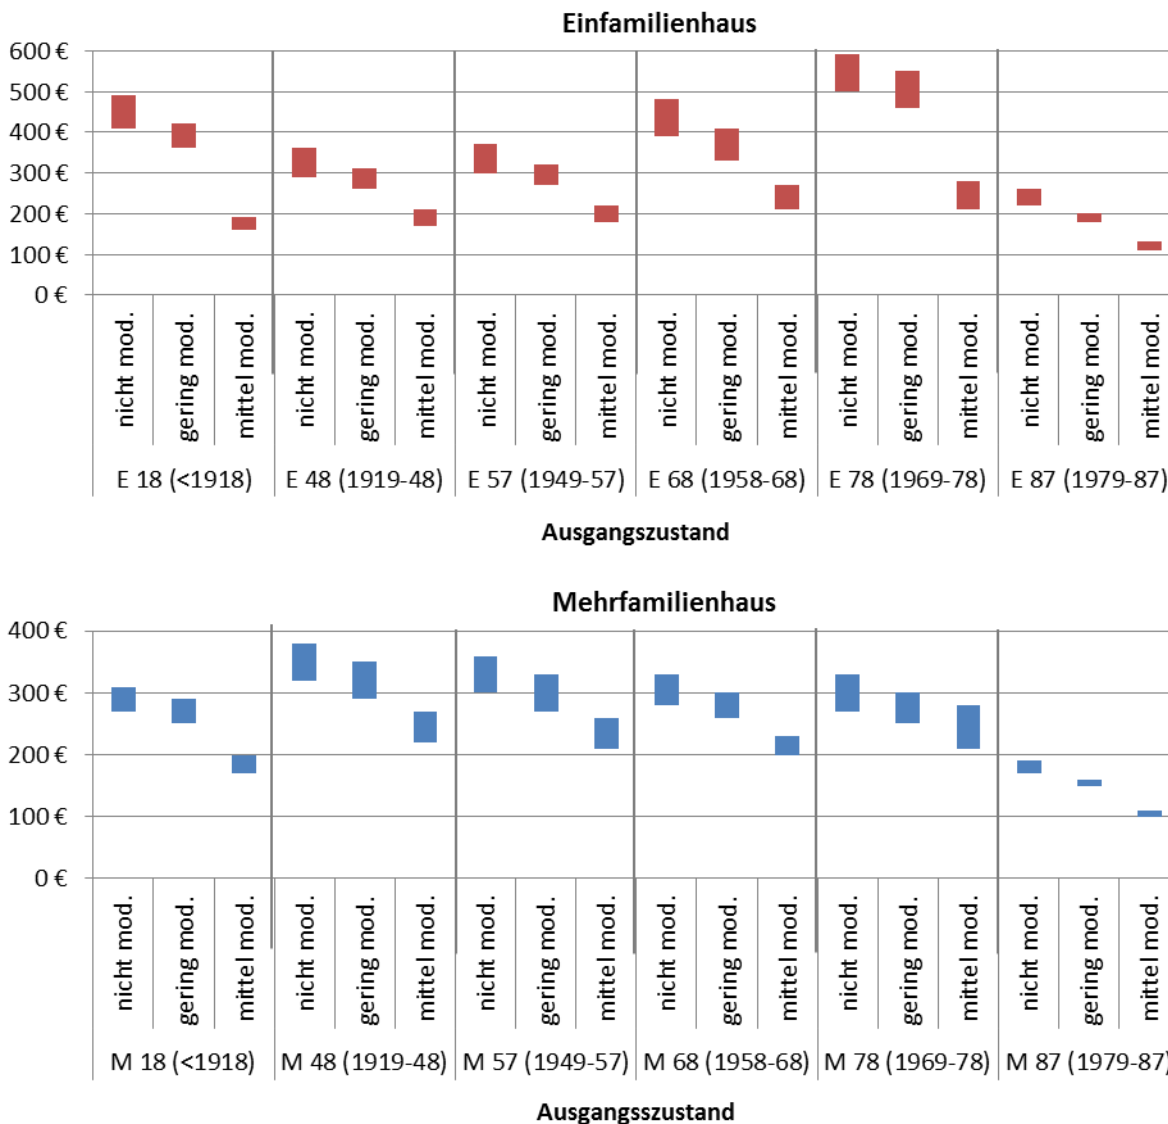 Einfamilienhaus
600 €
500 €
400 €
300 €
200 €
100 €
0 €
nicht mod.
gering mod.
mittel mod.
nicht mod.
gering mod.
mittel mod.
nicht mod.
gering mod.
mittel mod.
nicht mod.
gering mod.
mittel mod.
nicht mod.
gering mod.
mittel mod.
nicht mod.
gering mod.
mittel mod.
E 18 (<1918)
E 48 (1919-48)
E 57 (1949-57)
E 68 (1958-68)
E 78 (1969-78)
E 87 (1979-87)
Ausgangszustand
Mehrfamilienhaus
400 €
300 €
200 €
100 €
0 €
nicht mod.
gering mod.
mittel mod.
nicht mod.
gering mod.
mittel mod.
nicht mod.
gering mod.
mittel mod.
nicht mod.
gering mod.
mittel mod.
nicht mod.
gering mod.
mittel mod.
nicht mod.
gering mod.
mittel mod.
M 18 (<1918)
M 48 (1919-48)
M 57 (1949-57)
M 68 (1958-68)
M 78 (1969-78)
M 87 (1979-87)
Ausgangsszustand